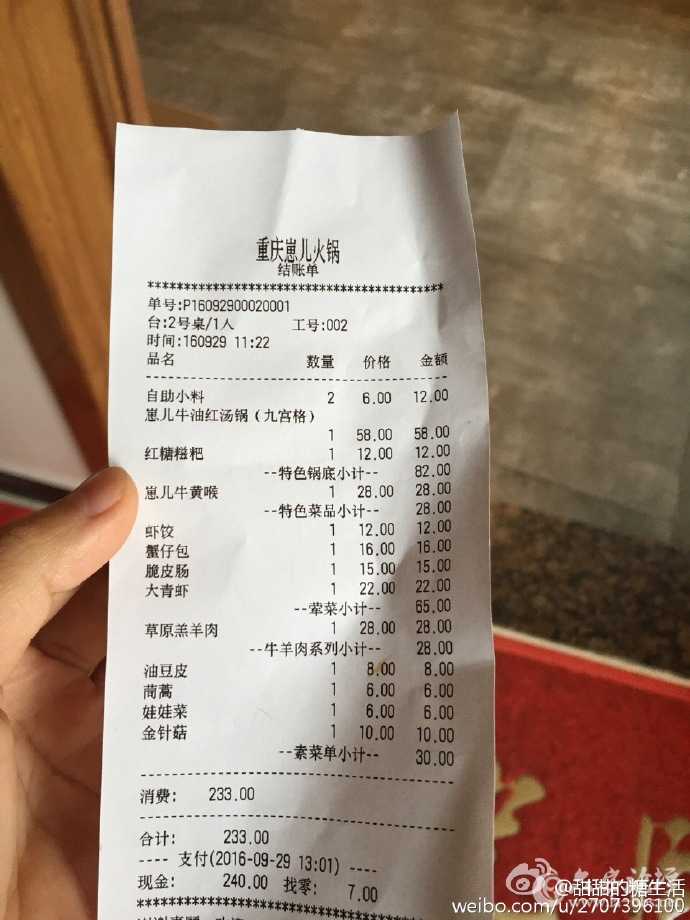 重庆崽儿火锅
结账单
****************************************
单号:P16092900020001
台:2号桌/1人 工号:002
时间:160929 11:22
品名 数量 价格 金额
----------------------------------------
自助小料 2 6.00 12.00
崽儿牛油红汤锅(九宫格)
1 58.00 58.00
红糖糍粑 1 12.00 12.00
--特色锅底小计-- 82.00
崽儿牛黄喉 1 28.00 28.00
--特色菜品小计-- 28.00
虾饺 1 12.00 12.00
蟹仔包 1 16.00 16.00
脆皮肠 1 15.00 15.00
大青虾 1 22.00 22.00
--荤菜小计-- 65.00
草原羔羊肉 1 28.00 28.00
--牛羊肉系列小计-- 28.00
油豆皮 1 8.00 8.00
茼蒿 1 6.00 6.00
娃娃菜 1 6.00 6.00
金针菇 1 10.00 10.00
--素菜单小计-- 30.00
----------------------------------------
消费: 233.00
----------------------------------------
合计: 233.00
---- 支付(2016-09-29 13:01) ----
现金: 240.00 找零: 7.00
****************************************
@甜甜的糖生活
weibo.com/u/2707396100